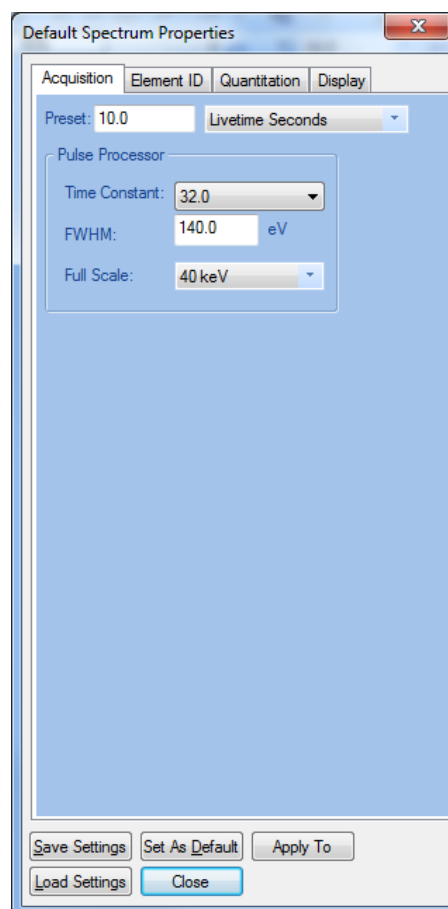 Default Spectrum Properties
Acquisition Element ID Quantitation Display
Preset: 10.0 Livetime Seconds
Pulse Processor
Time Constant: 32.0
FWHM: 140.0 eV
Full Scale: 40 keV
Save Settings Set As Default Apply To
Load Settings Close